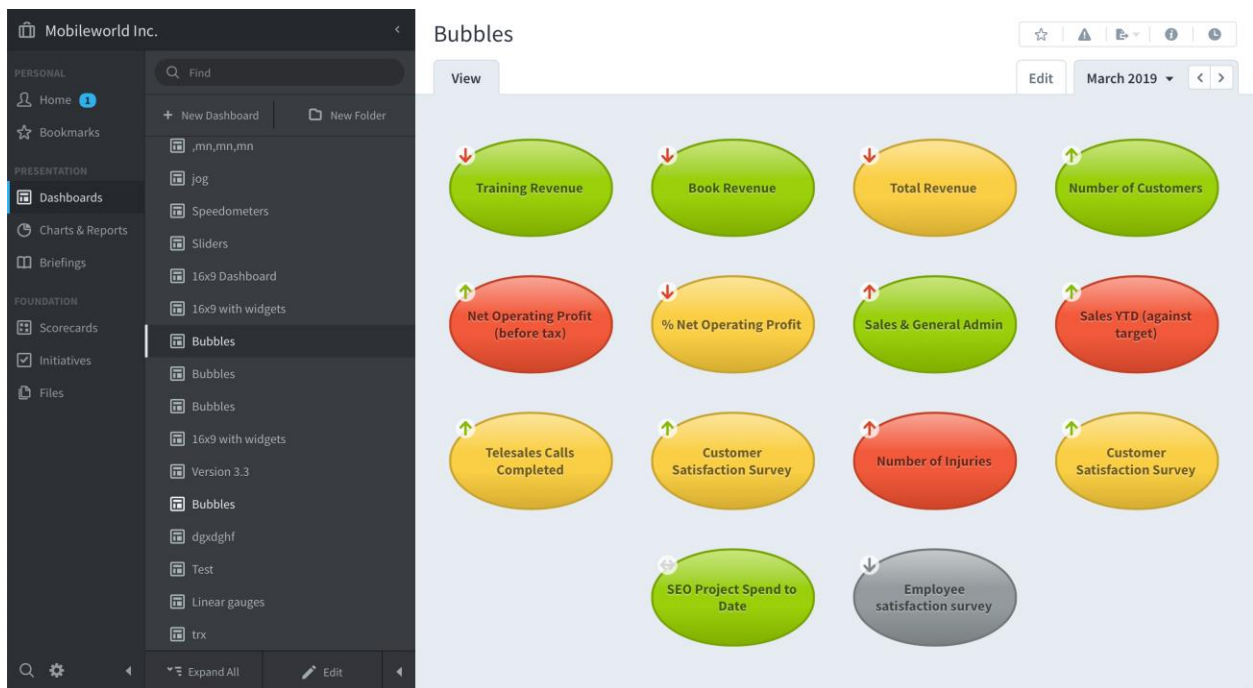 Mobileworld Inc.
PERSONAL
Home 1
Bookmarks
PRESENTATION
Dashboards
Charts & Reports
Briefings
FOUNDATION
Scorecards
Initiatives
Files
Find
New Dashboard
New Folder
,mn,mn,mn
jog
Speedometers
Sliders
16x9 Dashboard
16x9 with widgets
Bubbles
Bubbles
Bubbles
16x9 with widgets
Version 3.3
Bubbles
dgxdghf
Test
Linear gauges
trx
Expand All
Edit
Bubbles
View
Edit
March 2019
Training Revenue
Book Revenue
Total Revenue
Number of Customers
Net Operating Profit
(before tax)
% Net Operating Profit
Sales & General Admin
Sales YTD (against
target)
Telesales Calls
Completed
Customer
Satisfaction Survey
Number of Injuries
Customer
Satisfaction Survey
SEO Project Spend to
Date
Employee
satisfaction survey